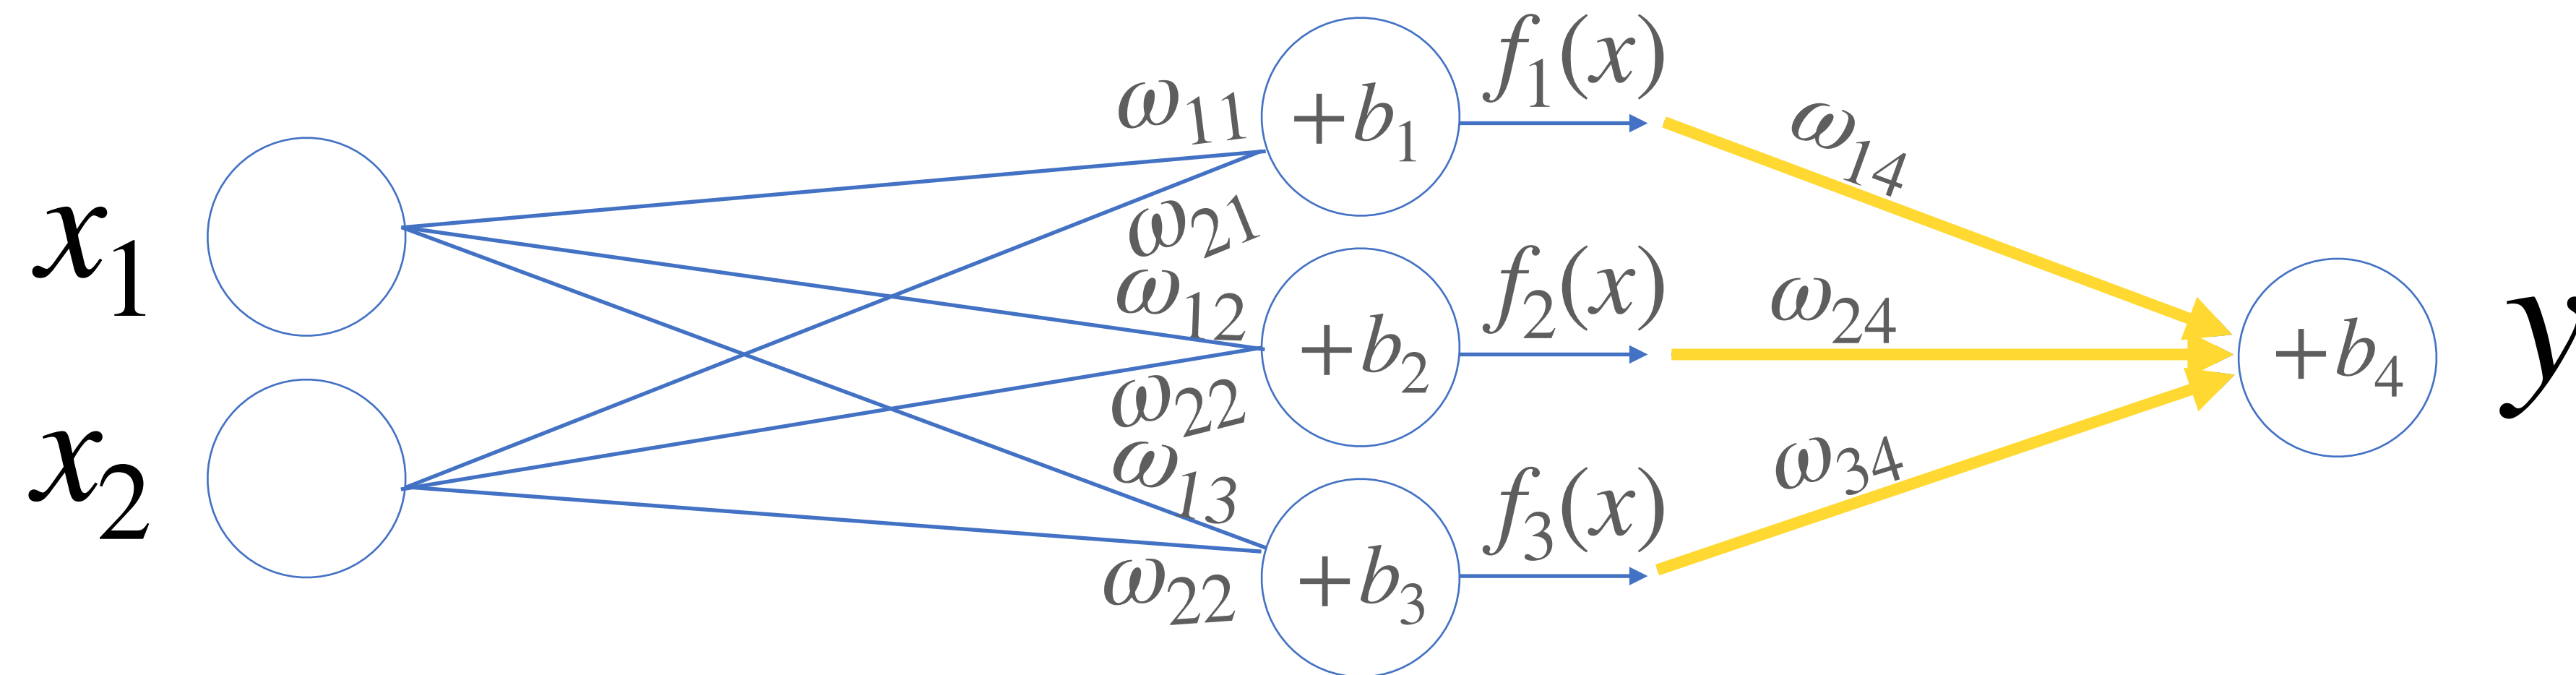 x₁
x₂
ω₁₁
ω₂₁
ω₁₂
ω₂₂
ω₁₃
ω₂₂
+b₁
+b₂
+b₃
f₁(x)
f₂(x)
f₃(x)
ω₁₄
ω₂₄
ω₃₄
+b₄
y